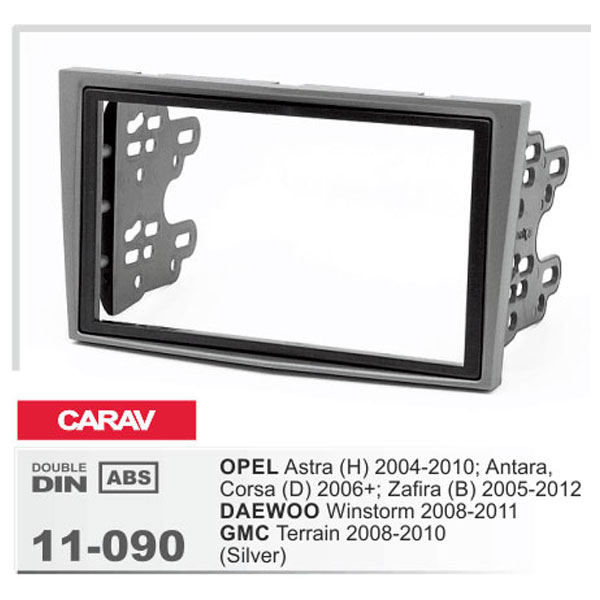 CARAV
DOUBLE
DIN
ABS
11-090
OPEL Astra (H) 2004-2010; Antara,
Corsa (D) 2006+; Zafira (B) 2005-2012
DAEWOO Winstorm 2008-2011
GMC Terrain 2008-2010
(Silver)